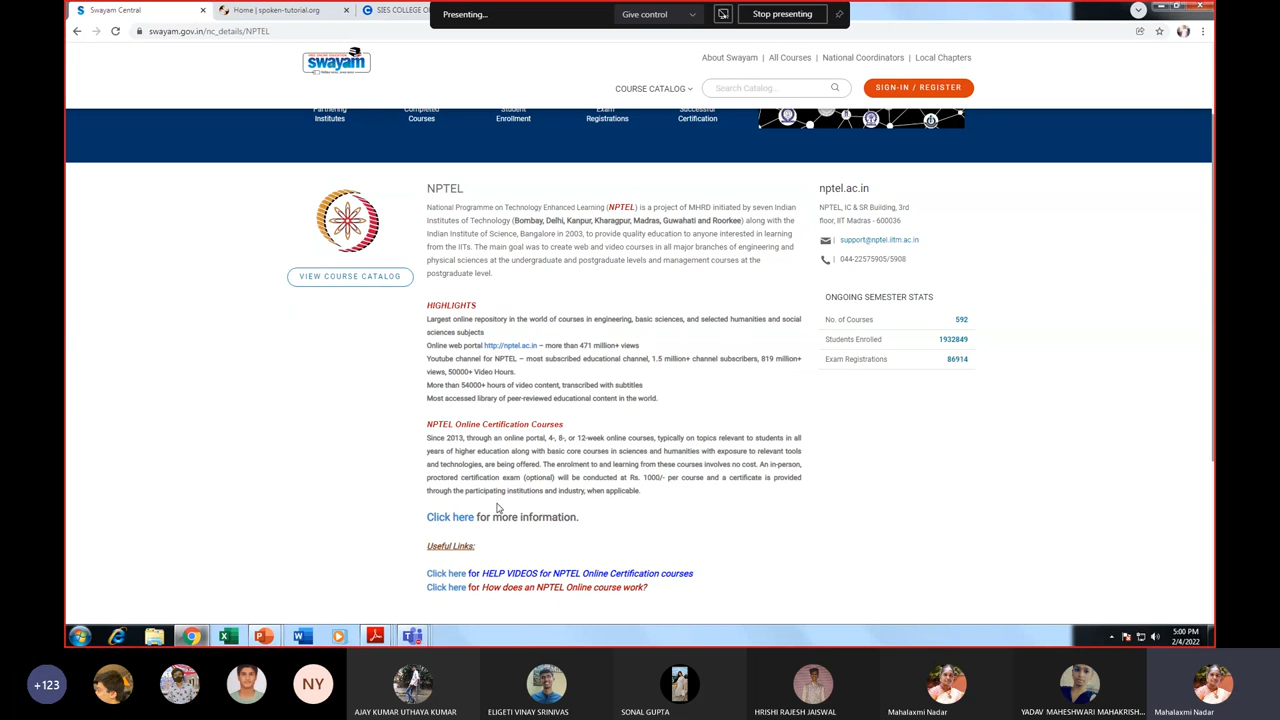 Swayam Central
Home | spoken-tutorial.org
SIES COLLEGE OF
Presenting...
Give control
Stop presenting
swayam.gov.in/nc_details/NPTEL
swayam
About Swayam | All Courses | National Coordinators | Local Chapters
COURSE CATALOG
Search Catalog...
SIGN-IN / REGISTER
Partnering
Institutes
Completed
Courses
Student
Enrollment
Exam
Registrations
Successful
Certification
NPTEL
National Programme on Technology Enhanced Learning (NPTEL) is a project of MHRD initiated by seven Indian
Institutes of Technology (Bombay, Delhi, Kanpur, Kharagpur, Madras, Guwahati and Roorkee) along with the
Indian Institute of Science, Bangalore in 2003, to provide quality education to anyone interested in learning
from the IITs. The main goal was to create web and video courses in all major branches of engineering and
physical sciences at the undergraduate and postgraduate levels and management courses at the
postgraduate level.
VIEW COURSE CATALOG
HIGHLIGHTS
Largest online repository in the world of courses in engineering, basic sciences, and selected humanities and social
sciences subjects
Online web portal http://nptel.ac.in – more than 471 million+ views
Youtube channel for NPTEL – most subscribed educational channel, 1.5 million+ channel subscribers, 819 million+
views, 50000+ Video Hours.
More than 54000+ hours of video content, transcribed with subtitles
Most accessed library of peer-reviewed educational content in the world.
NPTEL Online Certification Courses
Since 2013, through an online portal, 4-, 8-, or 12-week online courses, typically on topics relevant to students in all
years of higher education along with basic core courses in sciences and humanities with exposure to relevant tools
and technologies, are being offered. The enrolment to and learning from these courses involves no cost. An in-person,
proctored certification exam (optional) will be conducted at Rs. 1000/- per course and a certificate is provided
through the participating institutions and industry, when applicable.
Click here for more information.
Useful Links:
Click here for HELP VIDEOS for NPTEL Online Certification courses
Click here for How does an NPTEL Online course work?
nptel.ac.in
NPTEL, IC & SR Building, 3rd
floor, IIT Madras - 600036
| support@nptel.iitm.ac.in
| 044-22575905/5908
ONGOING SEMESTER STATS
No. of Courses 592
Students Enrolled 1932849
Exam Registrations 86914
5:00 PM
2/4/2022
+123
NY
AJAY KUMAR UTHAYA KUMAR
ELIGETI VINAY SRINIVAS
SONAL GUPTA
HRISHI RAJESH JAISWAL
Mahalaxmi Nadar
YADAV MAHESHWARI MAHAKRISH...
Mahalaxmi Nadar